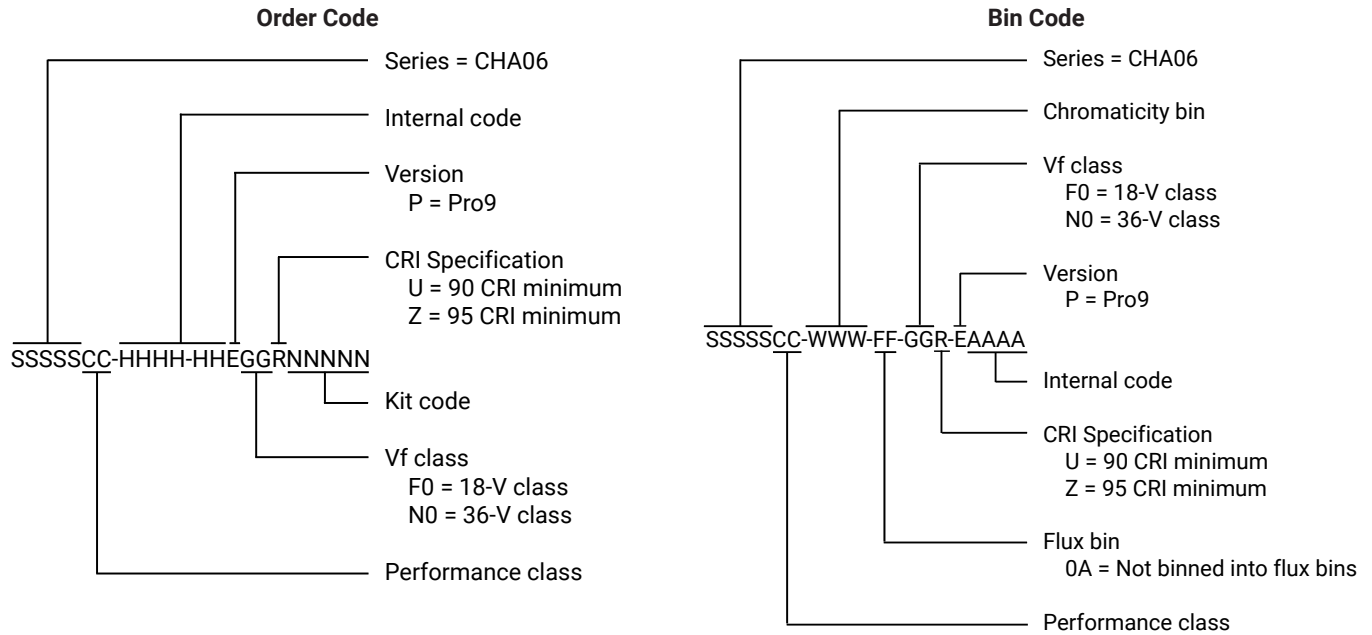 Order Code
Series = CHA06
Internal code
Version
P = Pro9
CRI Specification
U = 90 CRI minimum
Z = 95 CRI minimum
SSSSSCC-HHHH-HHEGGRNNNNN
Kit code
Vf class
F0 = 18-V class
N0 = 36-V class
Performance class
Bin Code
Series = CHA06
Chromaticity bin
Vf class
F0 = 18-V class
N0 = 36-V class
Version
P = Pro9
SSSSSCC-WWW-FF-GGR-EAAAA
Internal code
CRI Specification
U = 90 CRI minimum
Z = 95 CRI minimum
Flux bin
0A = Not binned into flux bins
Performance class